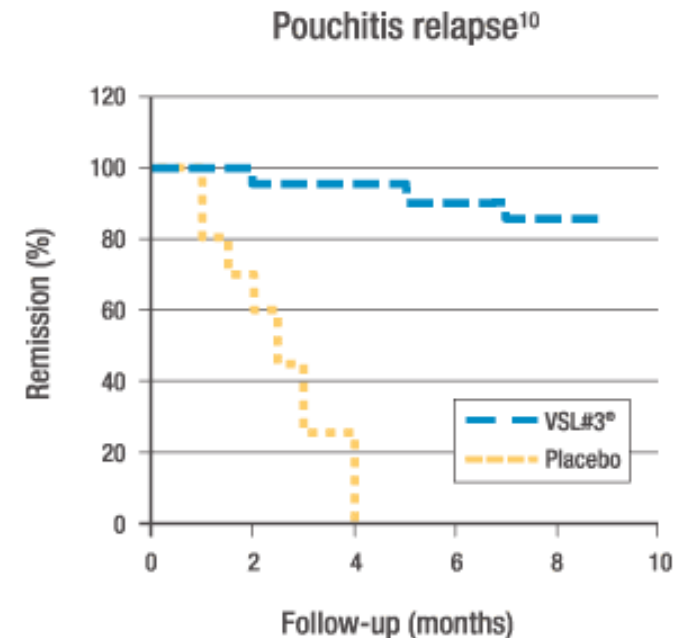 Pouchitis relapse¹⁰
120
100
80
60
40
20
0
Remission (%)
VSL#3®
Placebo
0 2 4 6 8 10
Follow-up (months)